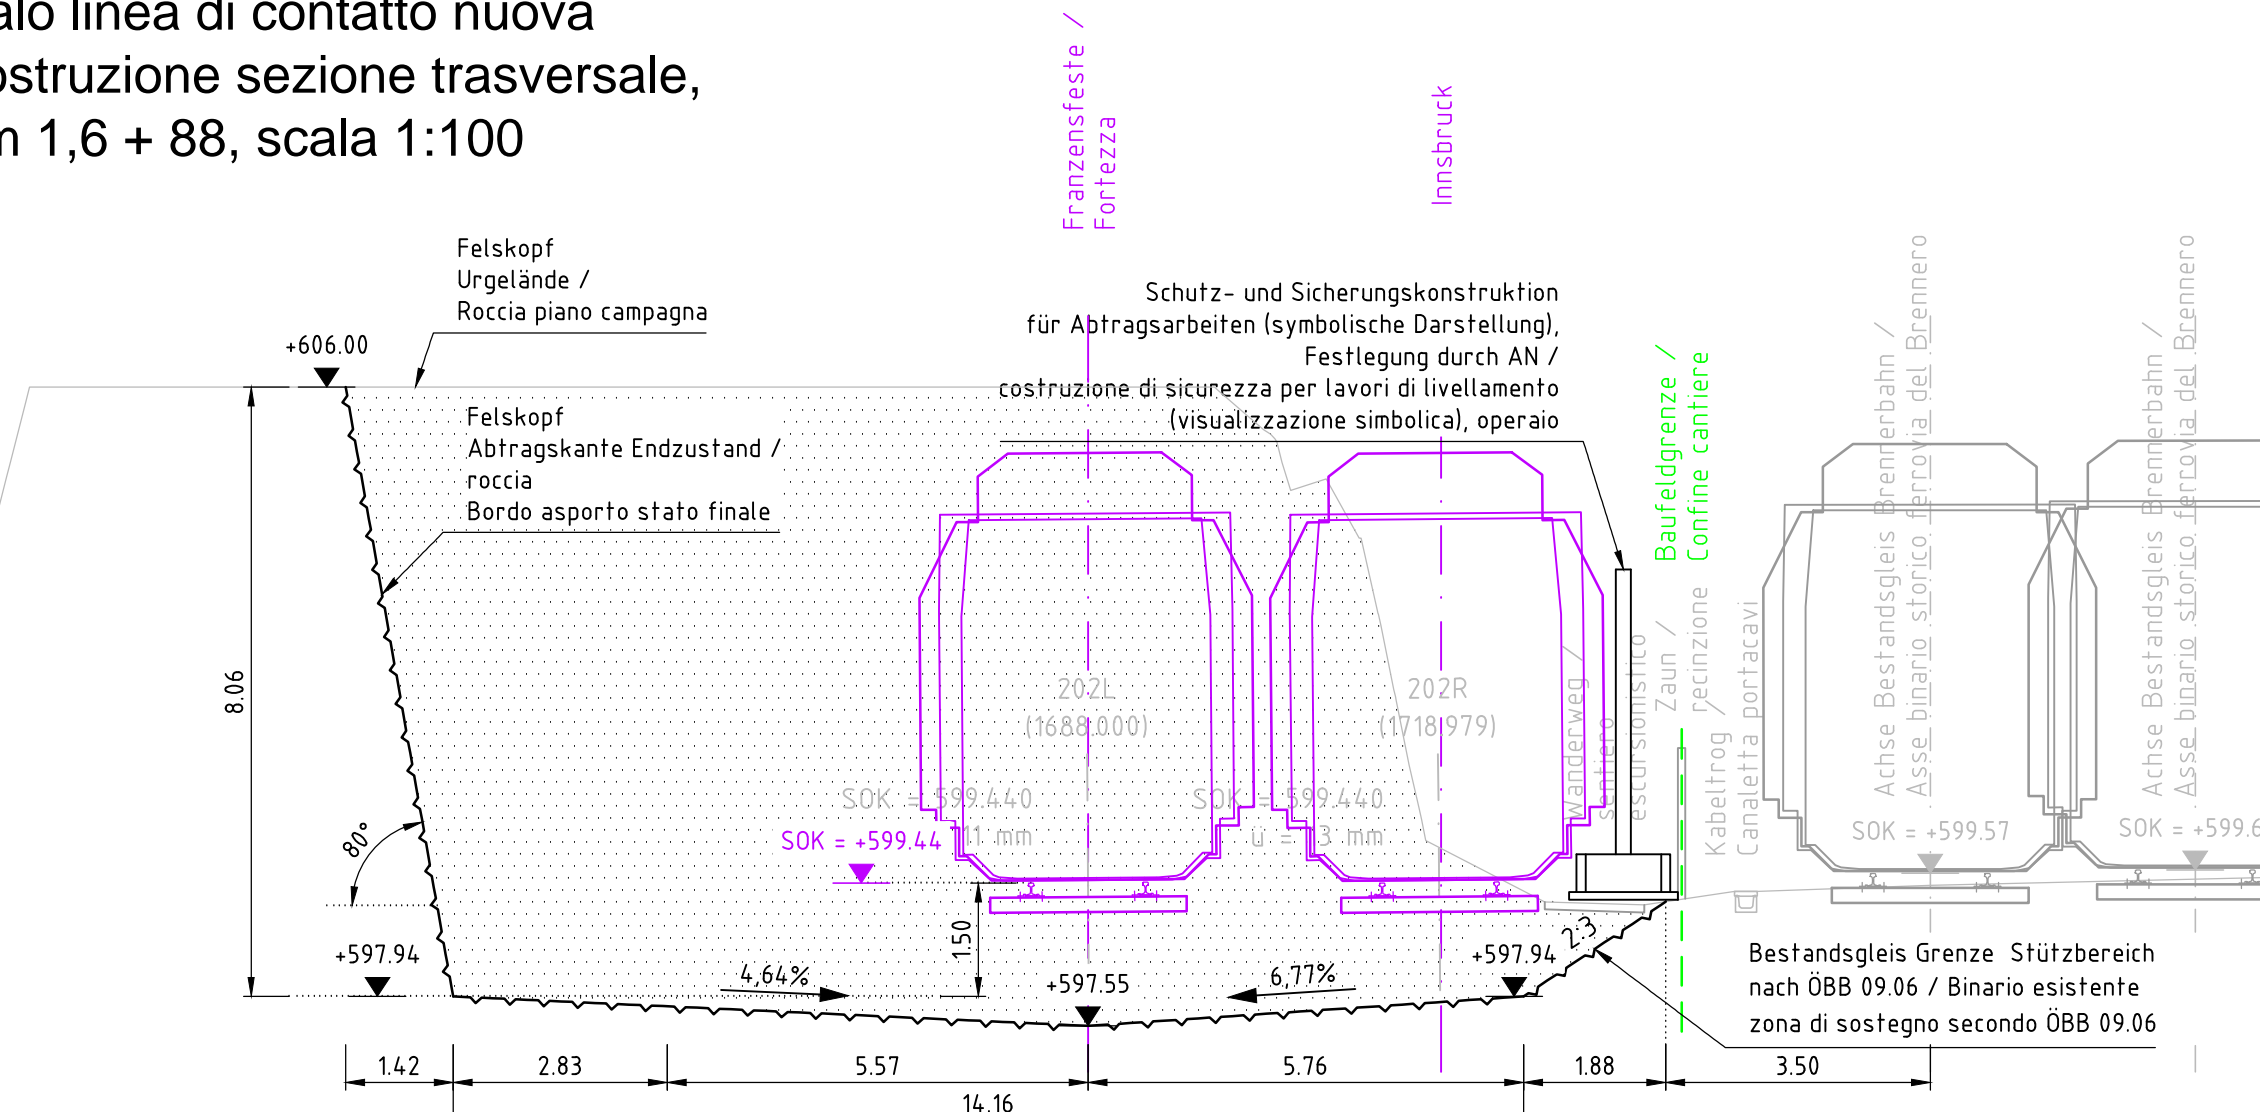 alo linea di contatto nuova
ostruzione sezione trasversale,
m 1,6 + 88, scala 1:100
Franzensfeste /
Fortezza
Innsbruck
Felskopf
Urgelände /
Roccia piano campagna
+606.00
Felskopf
Abtragskante Endzustand /
roccia
Bordo asporto stato finale
Schutz- und Sicherungskonstruktion
für Abtragsarbeiten (symbolische Darstellung),
Festlegung durch AN /
costruzione di sicurezza per lavori di livellamento
(visualizzazione simbolica), operaio
Baufeldgrenze /
Confine cantiere
Zaun /
recinzione
Kabeltrog /
Canaletta portacavi
Wanderweg /
sentiero
escursionistico
Achse Bestandsgleis Brennerbahn /
Asse binario storico ferrovia del Brennero
Achse Bestandsgleis Brennerbahn /
Asse binario storico ferrovia del Brennero
8.06
202L
(1688.000)
202R
(1718.979)
SOK = 599.440
11 mm
SOK = 599.440
ü = 3 mm
SOK = +599.44
SOK = +599.57
SOK = +599.6
80°
+597.94
4,64%
1.50
+597.55
6,77%
+597.94
2:3
Bestandsgleis Grenze Stützbereich
nach ÖBB 09.06 / Binario esistente
zona di sostegno secondo ÖBB 09.06
1.42
2.83
5.57
5.76
1.88
3.50
14.16